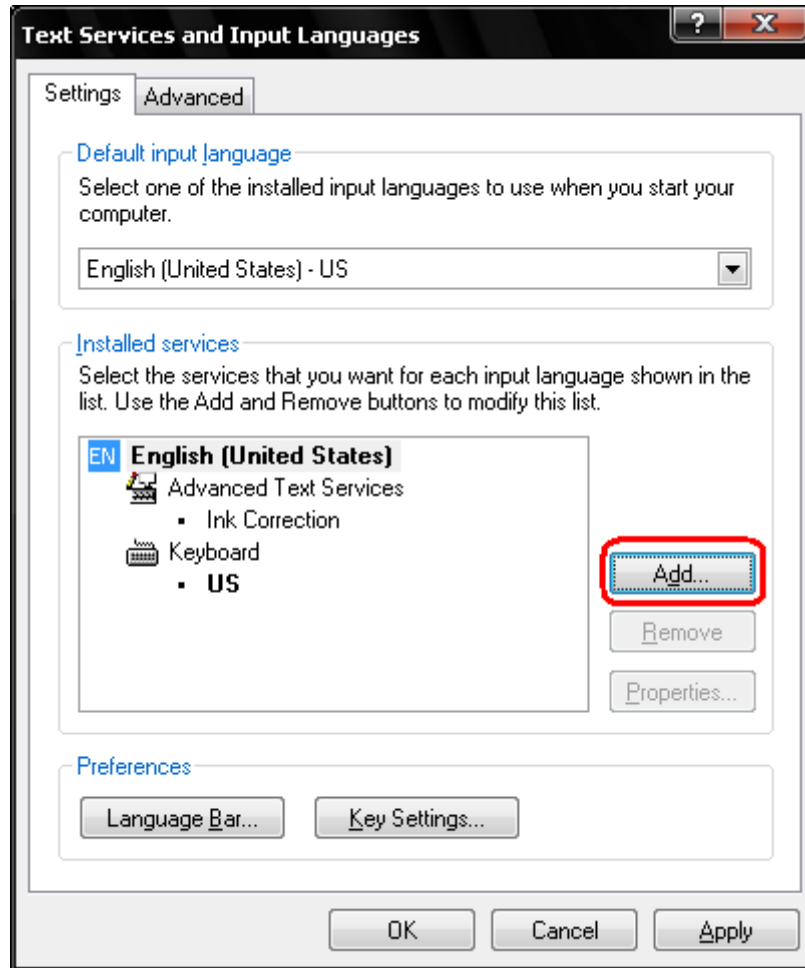 Text Services and Input Languages
?
Settings
Advanced
Default input language
Select one of the installed input languages to use when you start your
computer.
English (United States) - US
Installed services
Select the services that you want for each input language shown in the
list. Use the Add and Remove buttons to modify this list.
EN English (United States)
Advanced Text Services
Ink Correction
Keyboard
US
Add...
Remove
Properties...
Preferences
Language Bar...
Key Settings...
OK
Cancel
Apply